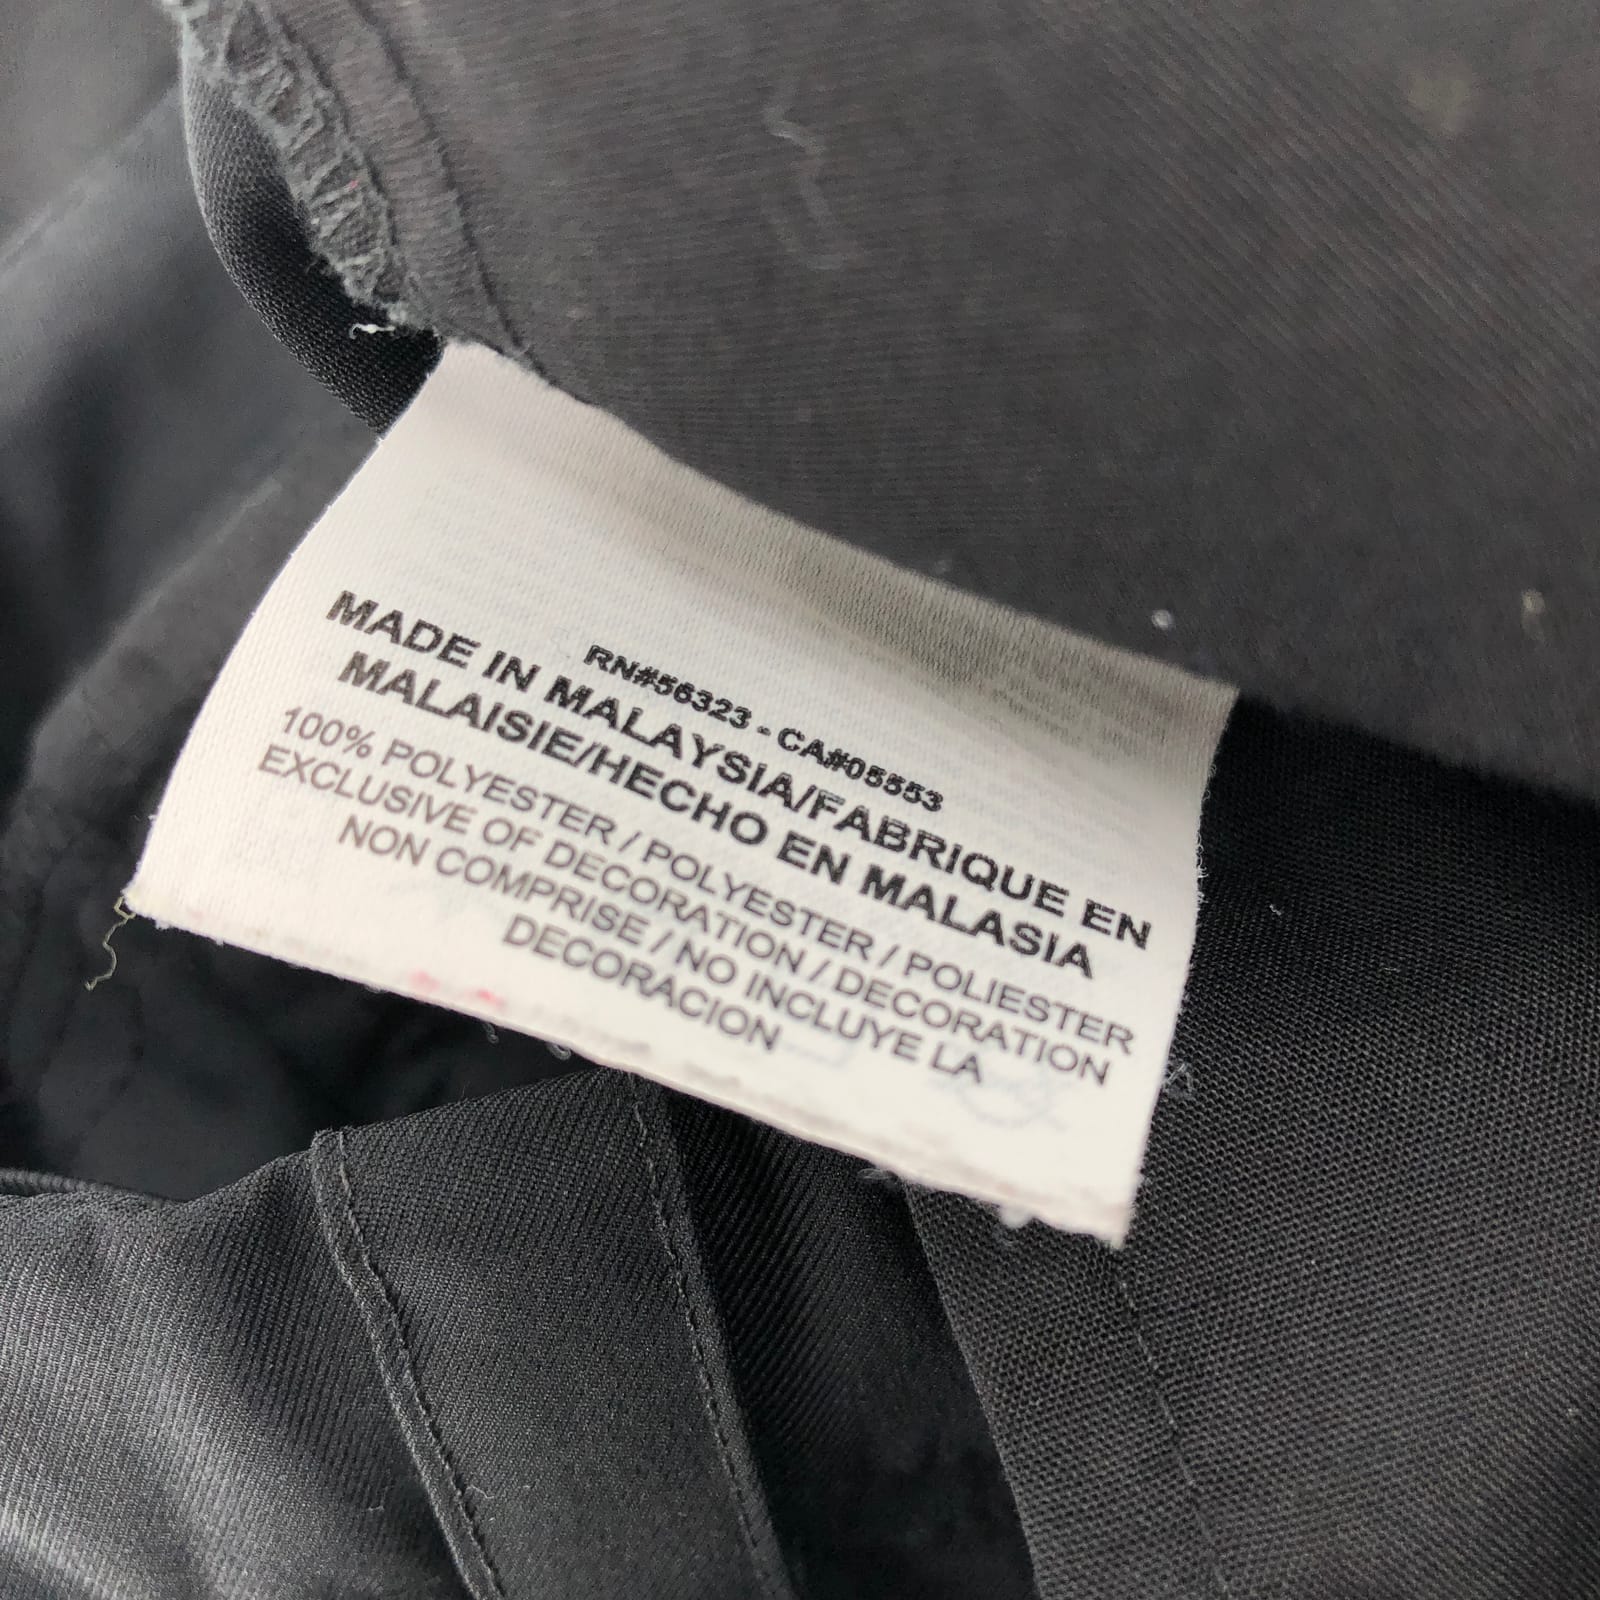 RN#56323 - CA#05553
MADE IN MALAYSIA/FABRIQUE EN
MALAISIE/HECHO EN MALASIA
100% POLYESTER / POLYESTER / POLIESTER
EXCLUSIVE OF DECORATION / DECORATION
NON COMPRISE / NO INCLUYE LA
DECORACION